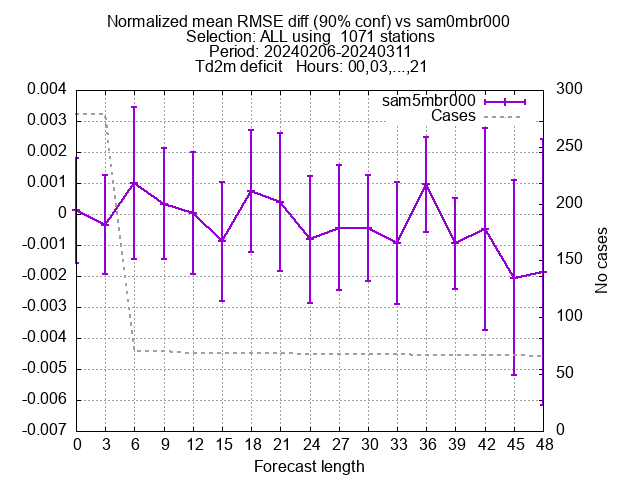 Normalized mean RMSE diff (90% conf) vs sam0mbr000
Selection: ALL using  1071 stations
Period: 20240206-20240311
Td2m deficit   Hours: 00,03,...,21
sam5mbr000
Cases
0.004
0.003
0.002
0.001
0
-0.001
-0.002
-0.003
-0.004
-0.005
-0.006
-0.007
300
250
200
150
100
50
0
No cases
0 3 6 9 12 15 18 21 24 27 30 33 36 39 42 45 48
Forecast length